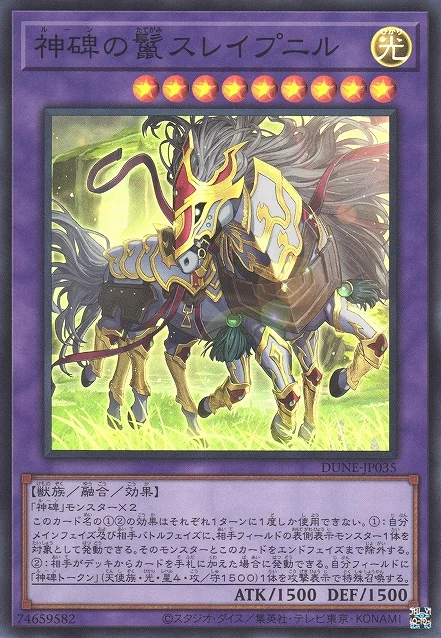 神碑の鬣スレイプニル
光
DUNE-JP035
【獣族/融合/効果】
「神碑」モンスター×2
このカード名の①②の効果はそれぞれ1ターンに1度しか使用できない。①:自分
メインフェイズ及び相手バトルフェイズに、相手フィールドの表側表示モンスター1体を
対象として発動できる。そのモンスターとこのカードをエンドフェイズまで除外する。
②:相手がデッキからカードを手札に加えた場合に発動できる。自分フィールドに
「神碑トークン」(天使族・光・星4・攻/守1500)1体を攻撃表示で特殊召喚する。
ATK/1500 DEF/1500
74659582
©スタジオ・ダイス/集英社・テレビ東京・KONAMI